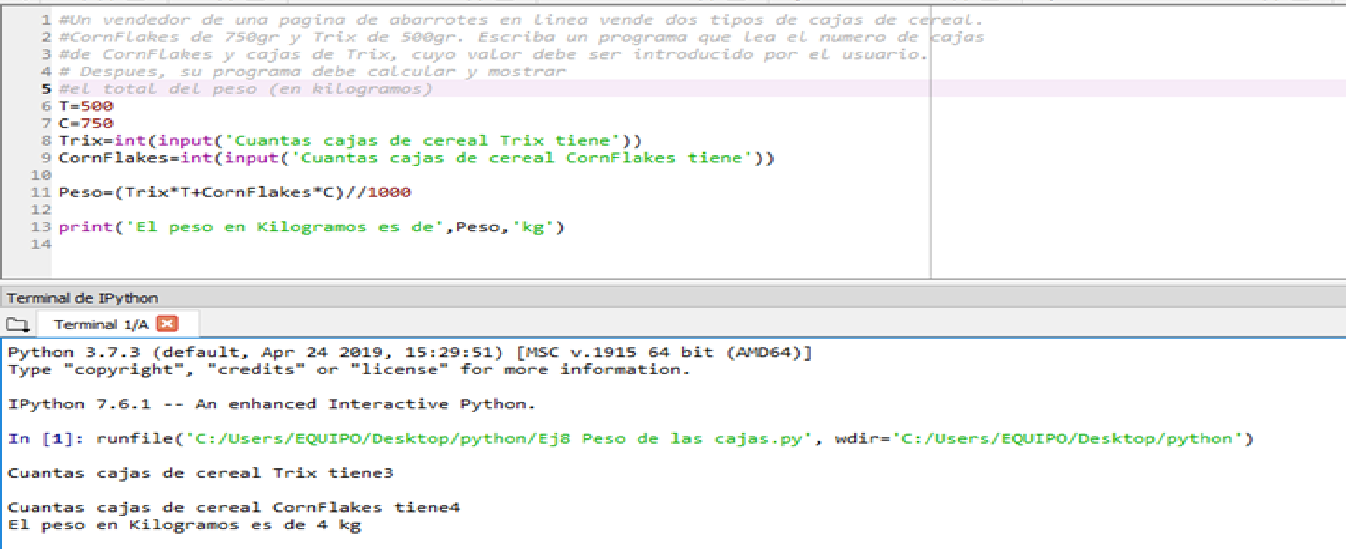 1 #Un vendedor de una pagina de abarrotes en linea vende dos tipos de cajas de cereal.
2 #CornFlakes de 750gr y Trix de 500gr. Escriba un programa que lea el numero de cajas
3 #de CornFlakes y cajas de Trix, cuyo valor debe ser introducido por el usuario.
4 # Despues, su programa debe calcular y mostrar
5 #el total del peso (en kilogramos)
6 T=500
7 C=750
8 Trix=int(input('Cuantas cajas de cereal Trix tiene'))
9 CornFlakes=int(input('Cuantas cajas de cereal CornFlakes tiene'))
10
11 Peso=(Trix*T+CornFlakes*C)//1000
12
13 print('El peso en Kilogramos es de',Peso,'kg')
14
Terminal de IPython
Terminal 1/A
Python 3.7.3 (default, Apr 24 2019, 15:29:51) [MSC v.1915 64 bit (AMD64)]
Type "copyright", "credits" or "license" for more information.
IPython 7.6.1 -- An enhanced Interactive Python.
In [1]: runfile('C:/Users/EQUIPO/Desktop/python/Ej8 Peso de las cajas.py', wdir='C:/Users/EQUIPO/Desktop/python')
Cuantas cajas de cereal Trix tiene3
Cuantas cajas de cereal CornFlakes tiene4
El peso en Kilogramos es de 4 kg